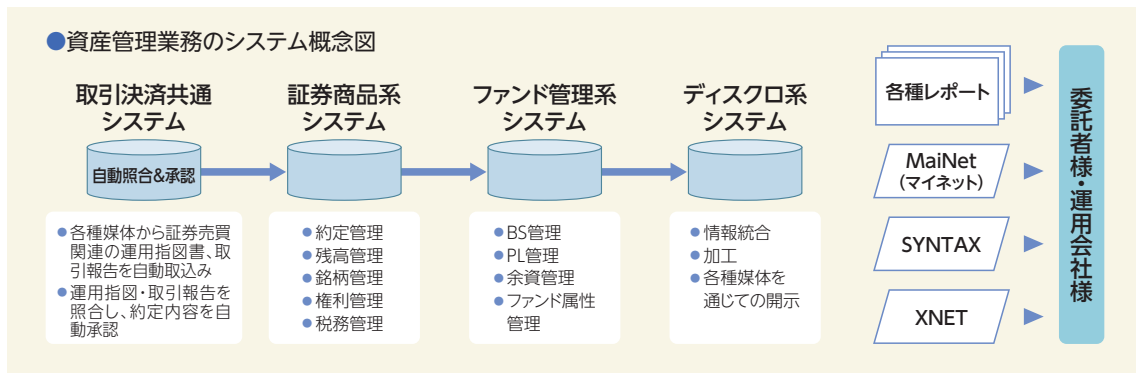 ●資産管理業務のシステム概念図
取引決済共通
システム
自動照合&承認
●各種媒体から証券売買
関連の運用指図書、取
引報告を自動取込み
●運用指図・取引報告を
照合し、約定内容を自
動承認
証券商品系
システム
●約定管理
●残高管理
●銘柄管理
●権利管理
●税務管理
ファンド管理系
システム
●BS管理
●PL管理
●余資管理
●ファンド属性
管理
ディスクロ系
システム
●情報統合
●加工
●各種媒体を
通じての開示
各種レポート
MaiNet
(マイネット)
SYNTAX
XNET
委託者様・運用会社様